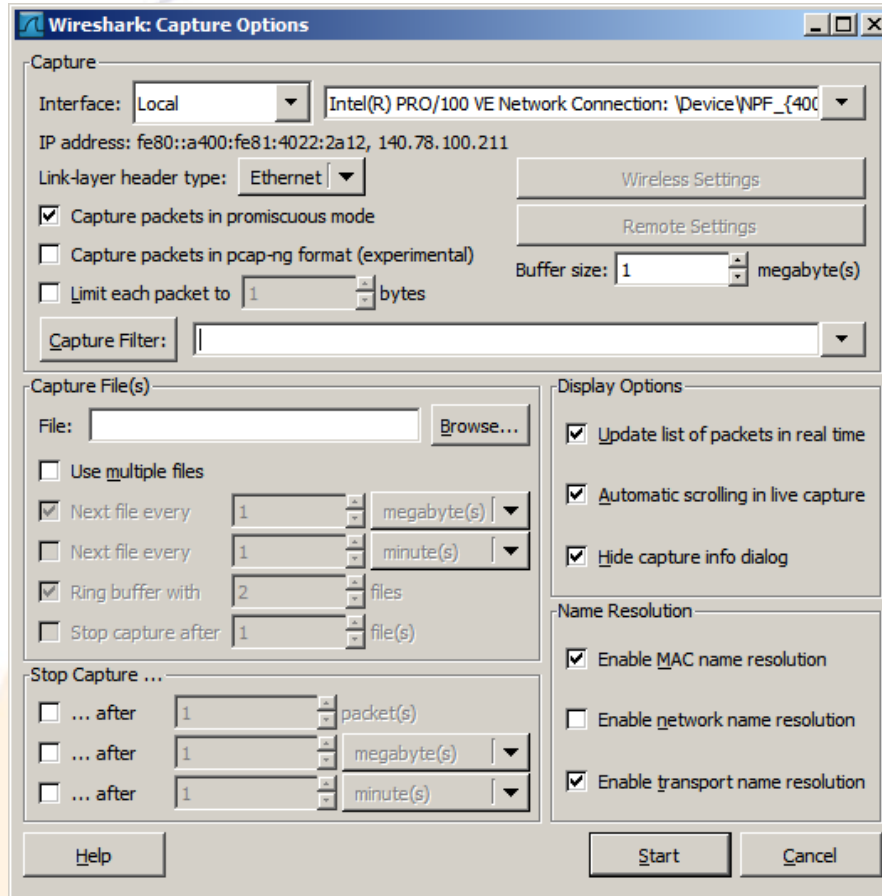 Wireshark: Capture Options
Capture
Interface: Local Intel(R) PRO/100 VE Network Connection: \Device\NPF_{400
IP address: fe80::a400:fe81:4022:2a12, 140.78.100.211
Link-layer header type: Ethernet Wireless Settings
Capture packets in promiscuous mode Remote Settings
Capture packets in pcap-ng format (experimental)
Buffer size: 1 megabyte(s)
Limit each packet to 1 bytes
Capture Filter:
Capture File(s)
File: Browse...
Use multiple files
Next file every 1 megabyte(s)
Next file every 1 minute(s)
Ring buffer with 2 files
Stop capture after 1 file(s)
Stop Capture ...
... after 1 packet(s)
... after 1 megabyte(s)
... after 1 minute(s)
Display Options
Update list of packets in real time
Automatic scrolling in live capture
Hide capture info dialog
Name Resolution
Enable MAC name resolution
Enable network name resolution
Enable transport name resolution
Help Start Cancel